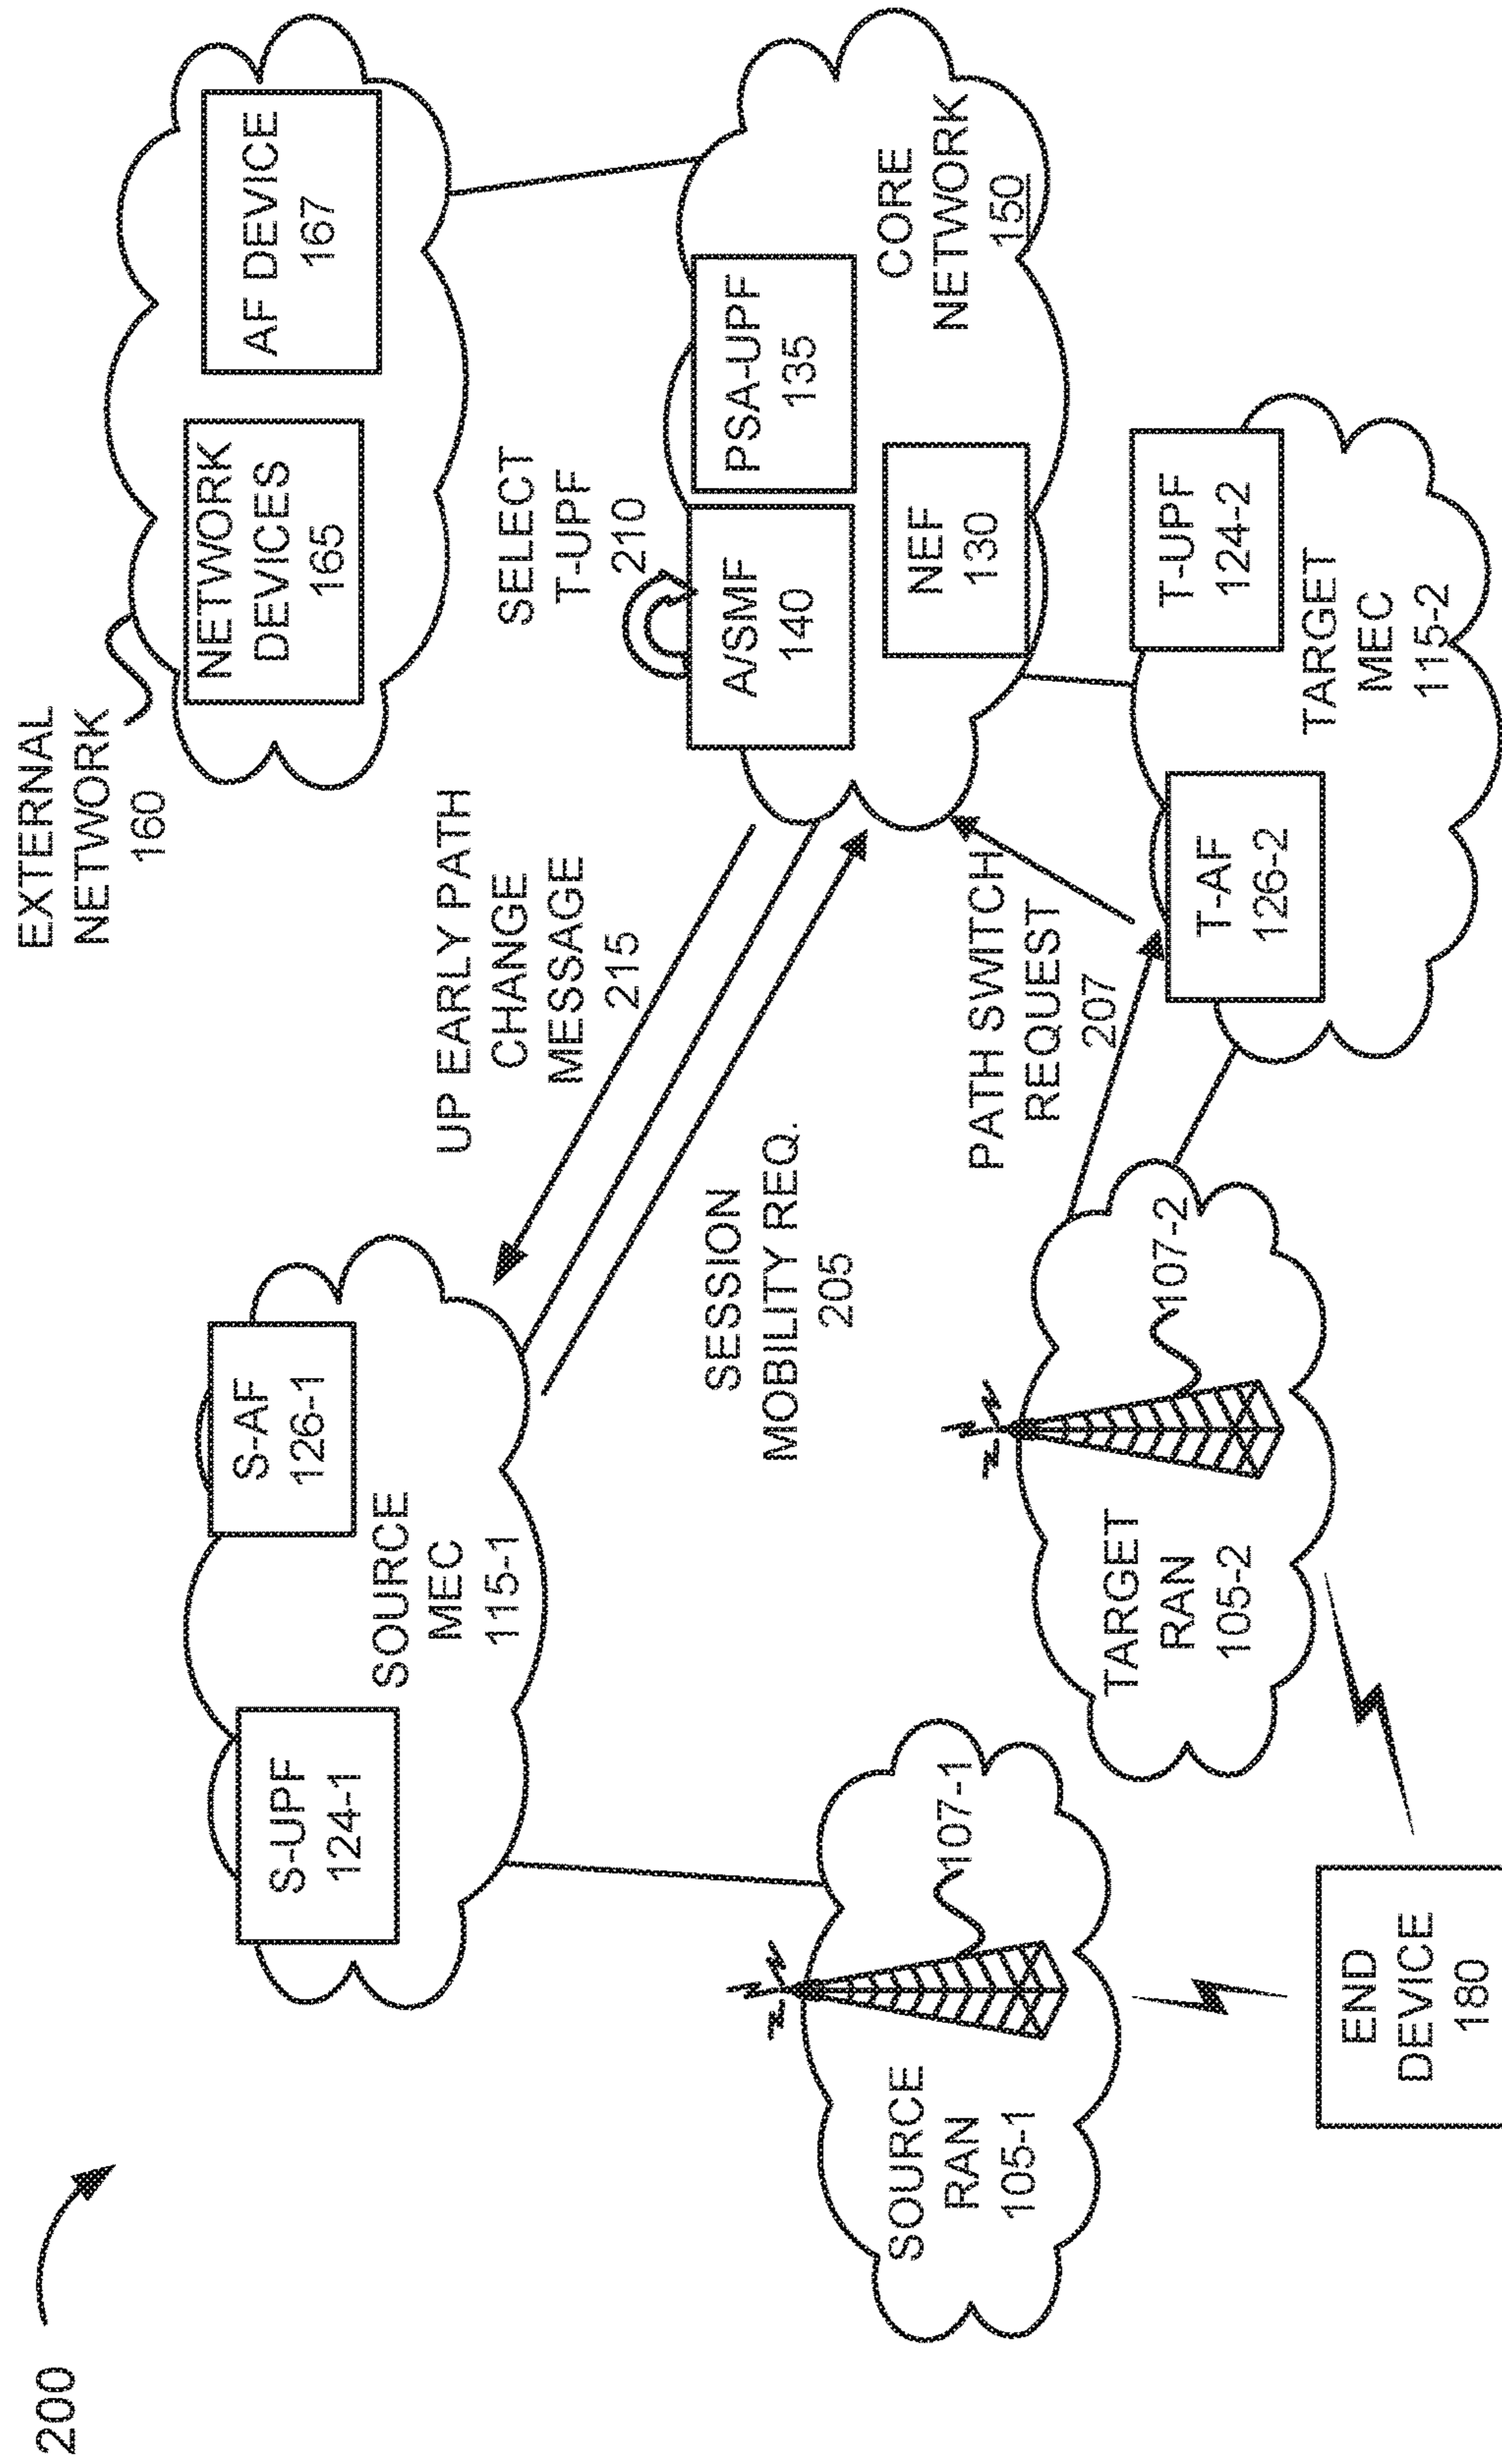 200
EXTERNAL
NETWORK
160
NETWORK
DEVICES
165
AF DEVICE
167
S-UPF
124-1
S-AF
126-1
SOURCE
MEC
115-1
UP EARLY PATH
CHANGE
MESSAGE
215
SELECT
T-UPF
210
A/SMF
140
PSA-UPF
135
NEF
130
CORE
NETWORK
150
SESSION
MOBILITY REQ.
205
PATH SWITCH
REQUEST
207
SOURCE
RAN
105-1
107-1
TARGET
RAN
105-2
107-2
T-AF
126-2
T-UPF
124-2
TARGET
MEC
115-2
END
DEVICE
180